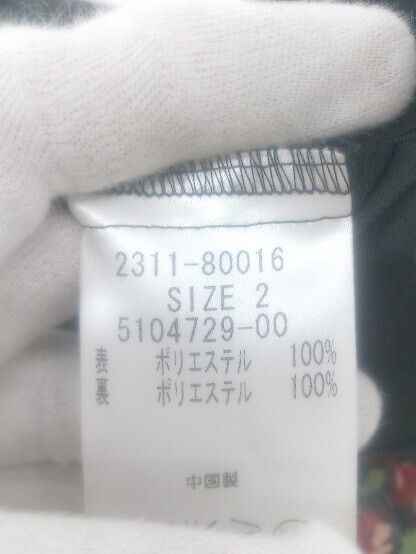 2311-80016
SIZE 2
5104729-00
表 ポリエステル 100%
裏 ポリエステル 100%
中国製